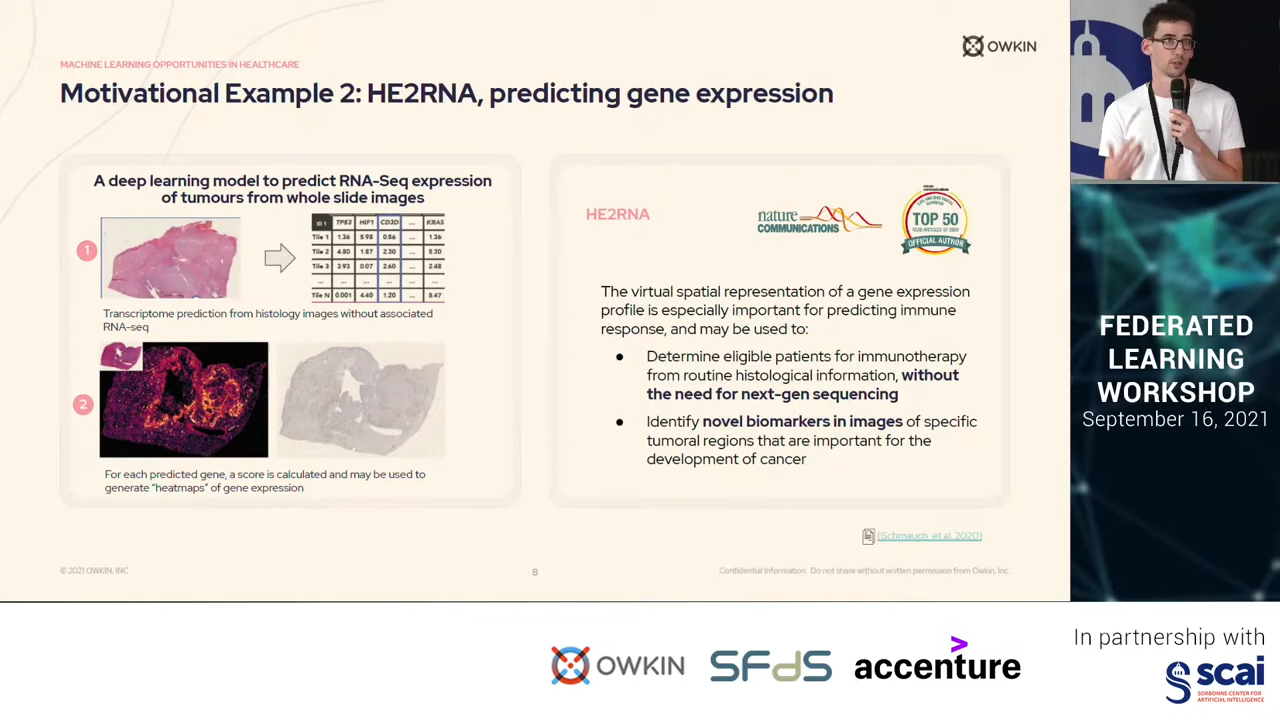 OWKIN
MACHINE LEARNING OPPORTUNITIES IN HEALTHCARE
Motivational Example 2: HE2RNA, predicting gene expression
A deep learning model to predict RNA-Seq expression
of tumours from whole slide images
1
ID 1 TP53 HIF1 CD3D ... KRAS
Tile 1 1.36 5.98 0.56 ... 1.36
Tile 2 4.80 1.87 2.30 ... 5.30
Tile 3 3.93 0.07 2.60 ... 2.48
... ... ... ... ... ...
Tile N 0.001 4.40 1.20 ... 5.47
Transcriptome prediction from histology images without associated
RNA-seq
2
For each predicted gene, a score is calculated and may be used to
generate "heatmaps" of gene expression
HE2RNA
nature
COMMUNICATIONS
TOP 50
OFFICIAL AUTHOR
The virtual spatial representation of a gene expression
profile is especially important for predicting immune
response, and may be used to:
● Determine eligible patients for immunotherapy
from routine histological information, without
the need for next-gen sequencing
● Identify novel biomarkers in images of specific
tumoral regions that are important for the
development of cancer
[Schmauch et al. 2020]
© 2021 OWKIN, INC
8
Confidential Information. Do not share without written permission from Owkin, Inc.
FEDERATED
LEARNING
WORKSHOP
September 16, 2021
OWKIN
SFdS
accenture
In partnership with
scai
SORBONNE CENTER FOR
ARTIFICIAL INTELLIGENCE